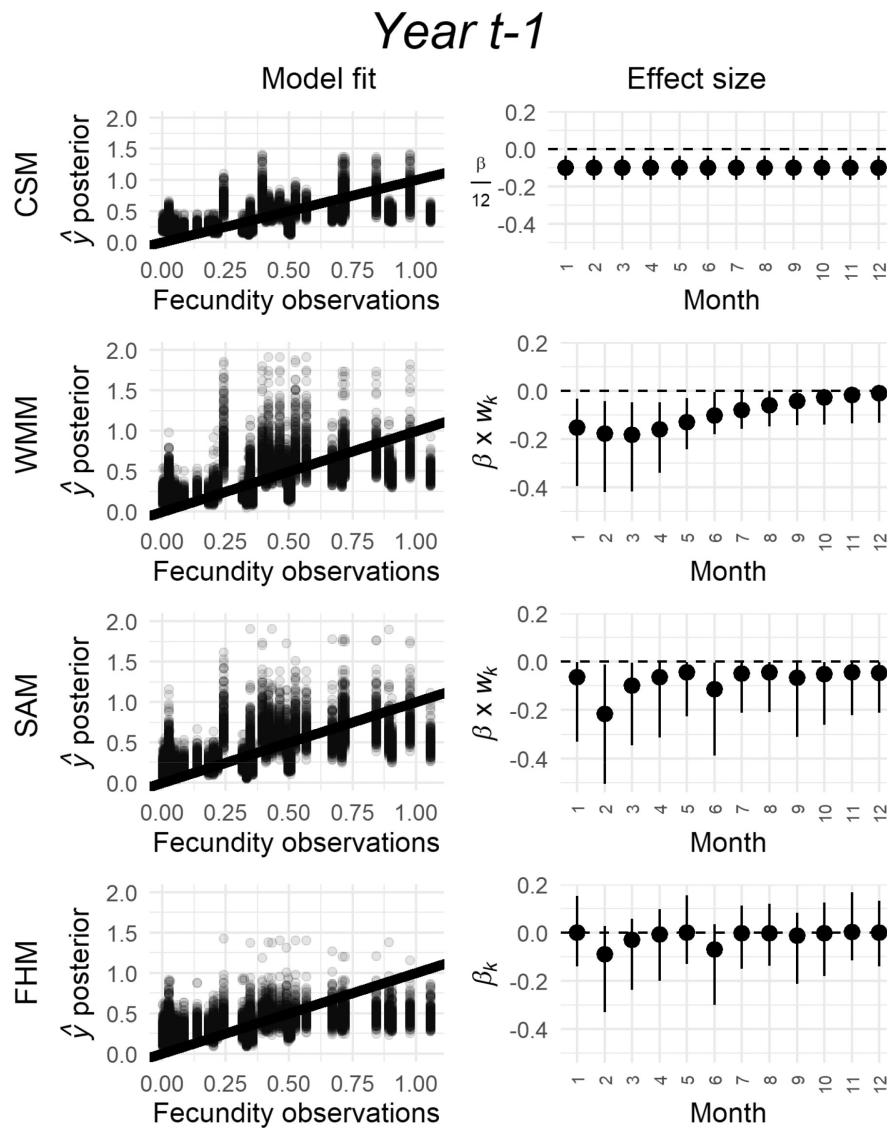 Year t-1
Model fit
Effect size
CSM
ŷ posterior
2.0
1.5
1.0
0.5
0.0
0.00 0.25 0.50 0.75 1.00
Fecundity observations
β
12
0.2
0.0
-0.2
-0.4
1 2 3 4 5 6 7 8 9 10 11 12
Month
WMM
ŷ posterior
2.0
1.5
1.0
0.5
0.0
0.00 0.25 0.50 0.75 1.00
Fecundity observations
β x wk
0.2
0.0
-0.2
-0.4
1 2 3 4 5 6 7 8 9 10 11 12
Month
SAM
ŷ posterior
2.0
1.5
1.0
0.5
0.0
0.00 0.25 0.50 0.75 1.00
Fecundity observations
β x wk
0.2
0.0
-0.2
-0.4
1 2 3 4 5 6 7 8 9 10 11 12
Month
FHM
ŷ posterior
2.0
1.5
1.0
0.5
0.0
0.00 0.25 0.50 0.75 1.00
Fecundity observations
βk
0.2
0.0
-0.2
-0.4
1 2 3 4 5 6 7 8 9 10 11 12
Month